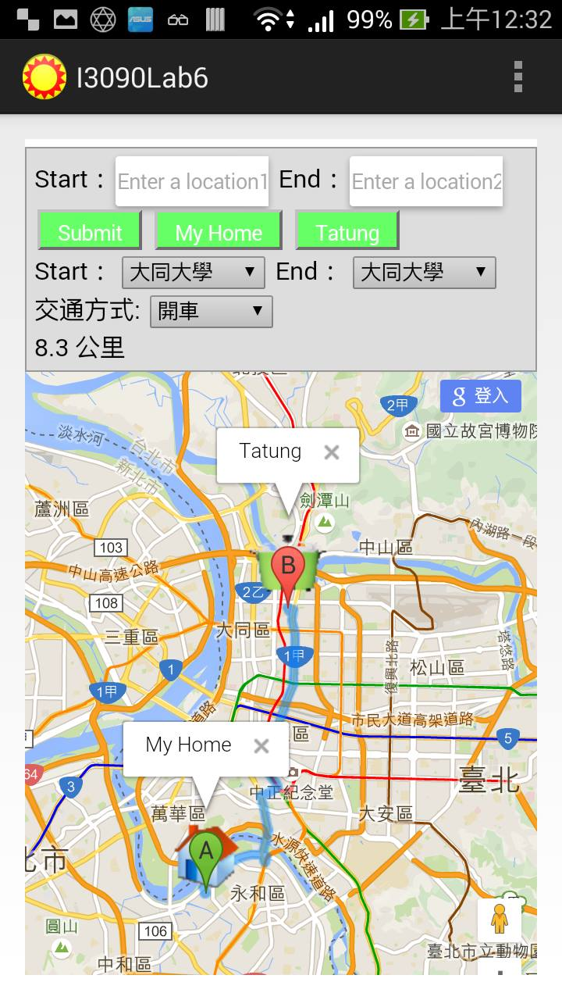 ASUS
99%
上午12:32
I3090Lab6
Start： Enter a location1 End： Enter a location2
Submit My Home Tatung
Start： 大同大學 End： 大同大學
交通方式: 開車
8.3 公里
g 登入
2甲
國立故宮博物院
淡水河
台北市
新北市
Tatung
劍潭山
蘆洲區
內湖路一段
103
中山區
B
中山高速公路
2乙
108
大同區
三重區
塔悠路
1甲
1
松山區
復興北路
1甲
市民大道高架道路
區
5
My Home
64
3
臺北
中正紀念堂
萬華區
大安區
A
水源快速道路
北市
永和區
圓山
106
臺北市立動物園
中和區